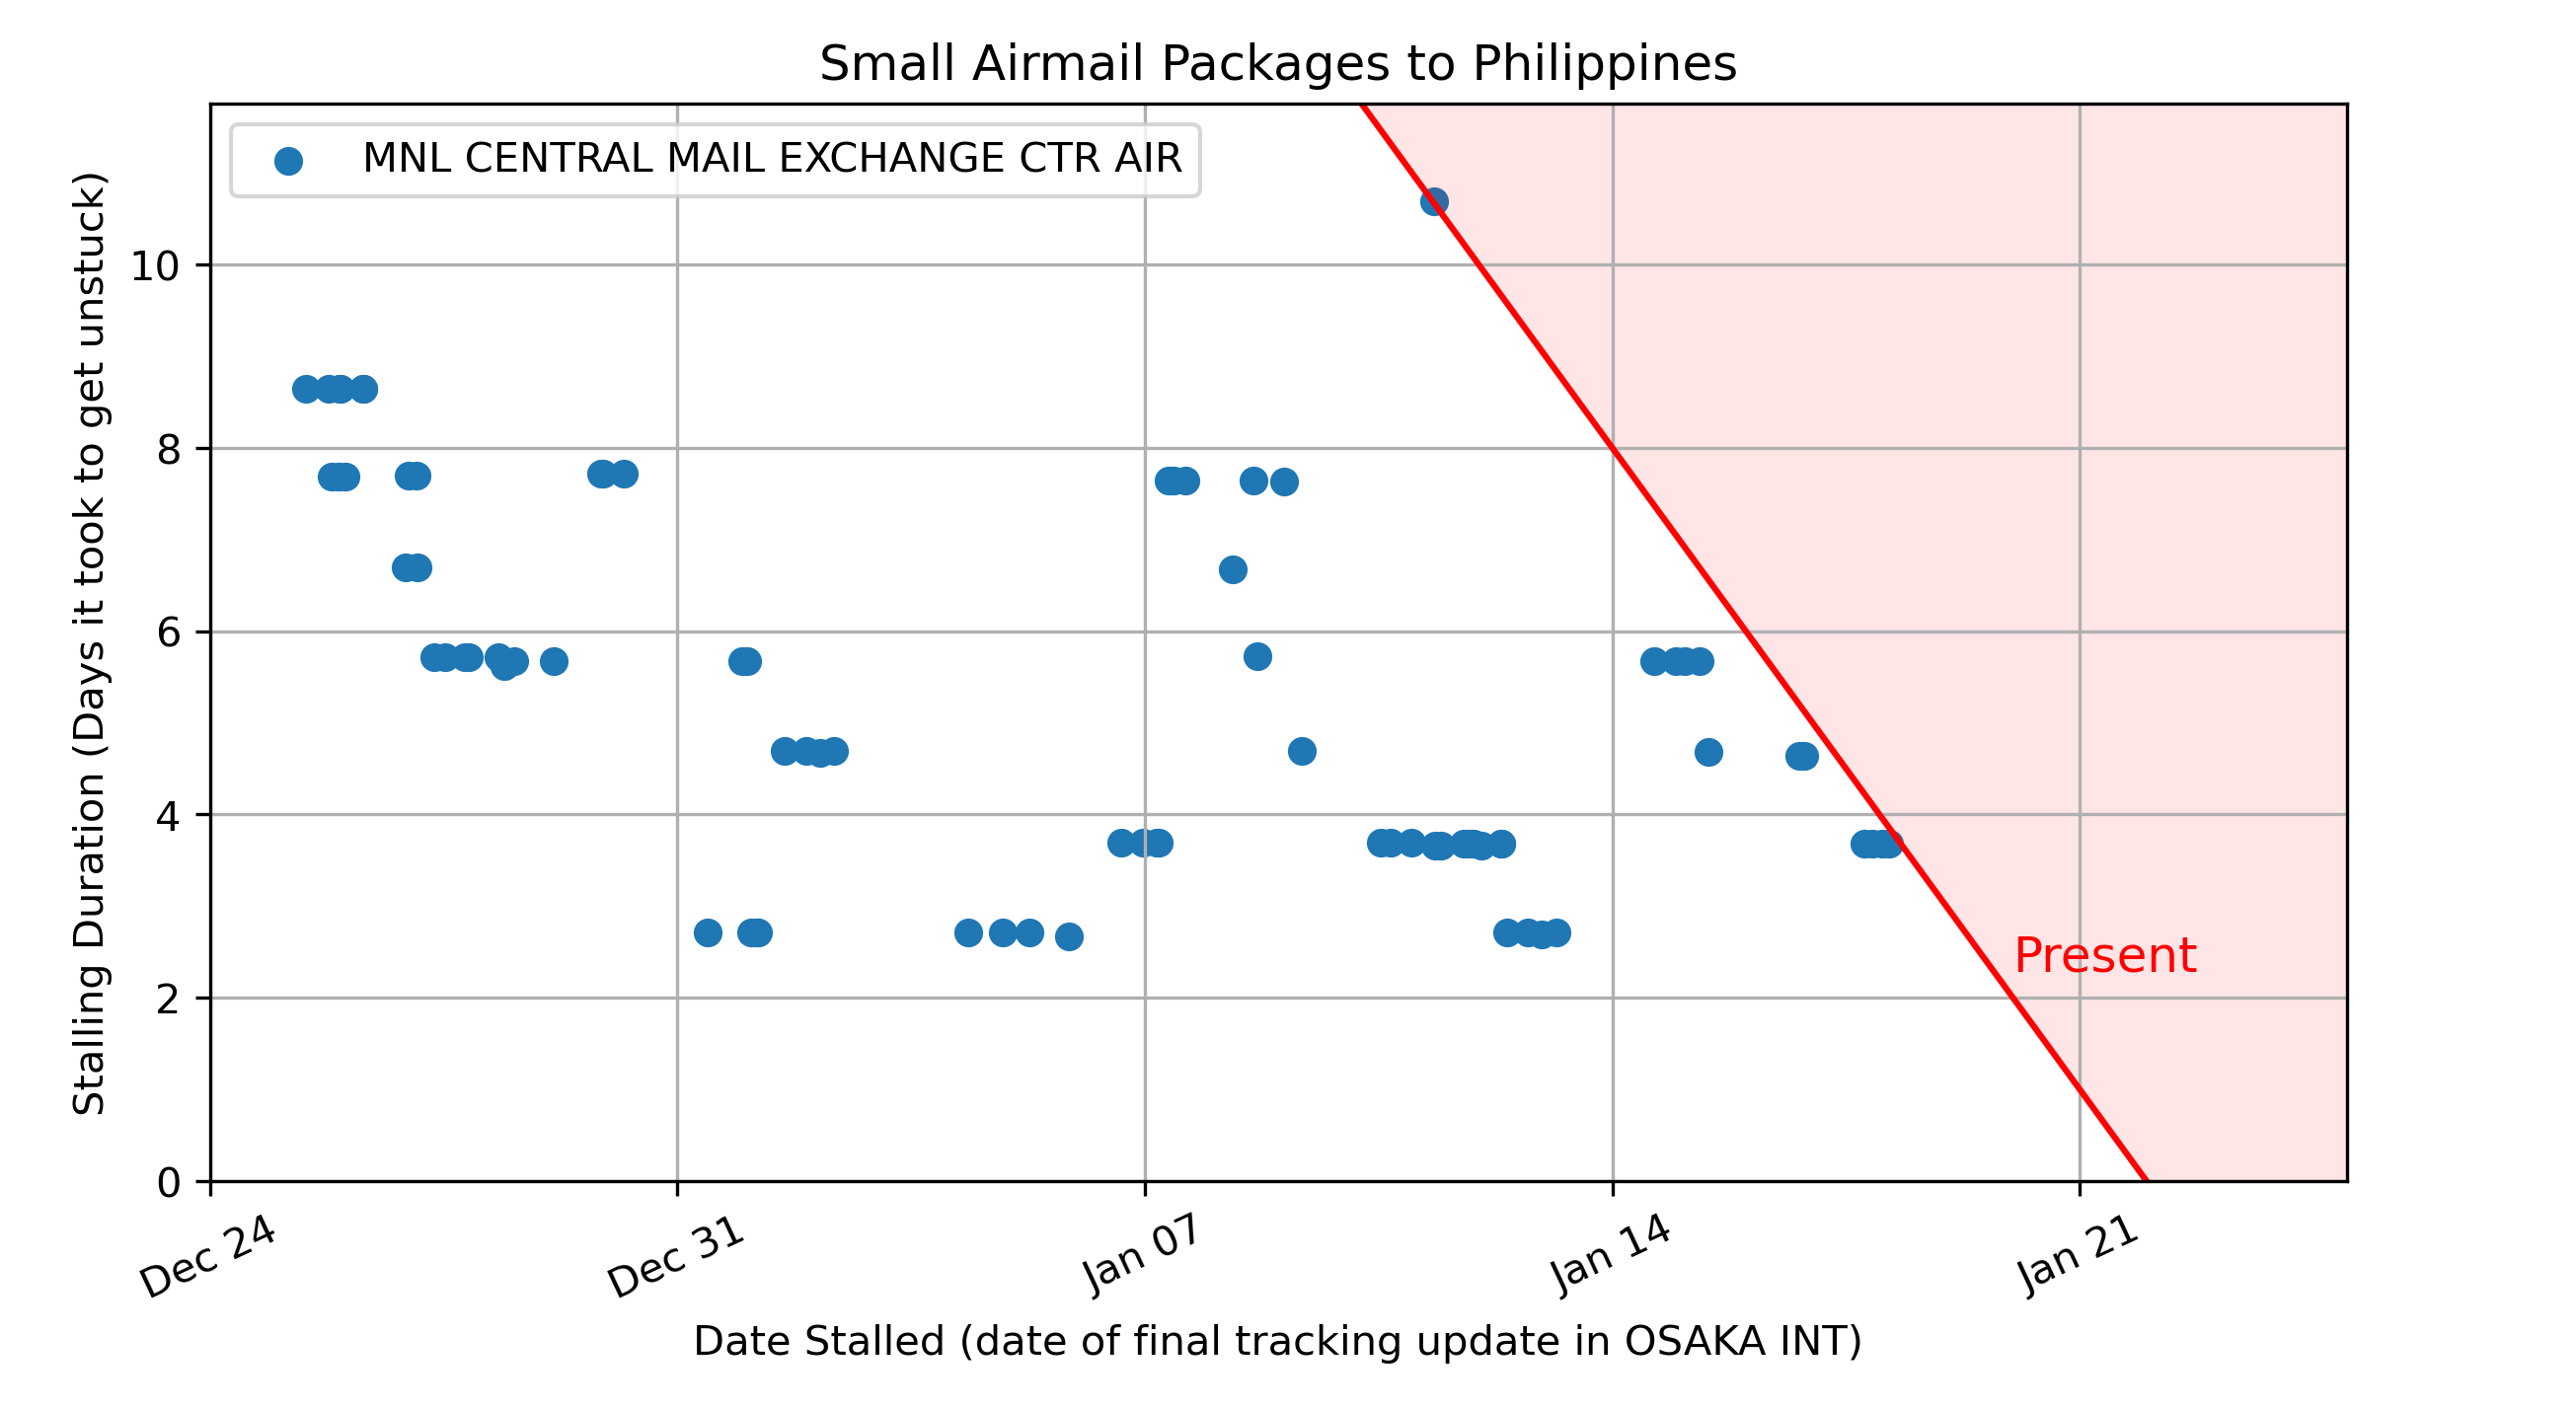 Small Airmail Packages to Philippines
MNL CENTRAL MAIL EXCHANGE CTR AIR
Stalling Duration (Days it took to get unstuck)
10
8
6
4
2
0
Present
Dec 24
Dec 31
Jan 07
Jan 14
Jan 21
Date Stalled (date of final tracking update in OSAKA INT)